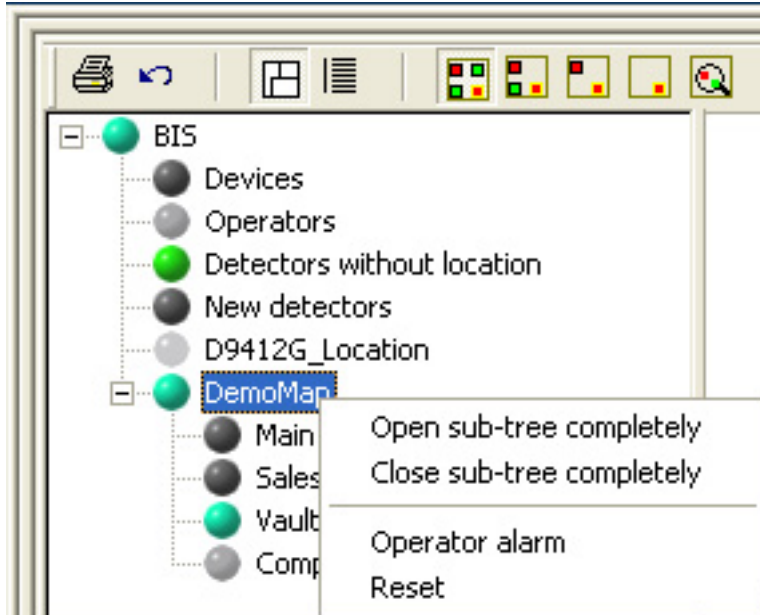 BIS
Devices
Operators
Detectors without location
New detectors
D9412G_Location
DemoMap
Main
Sales
Vault
Open sub-tree completely
Close sub-tree completely
Operator alarm
Reset